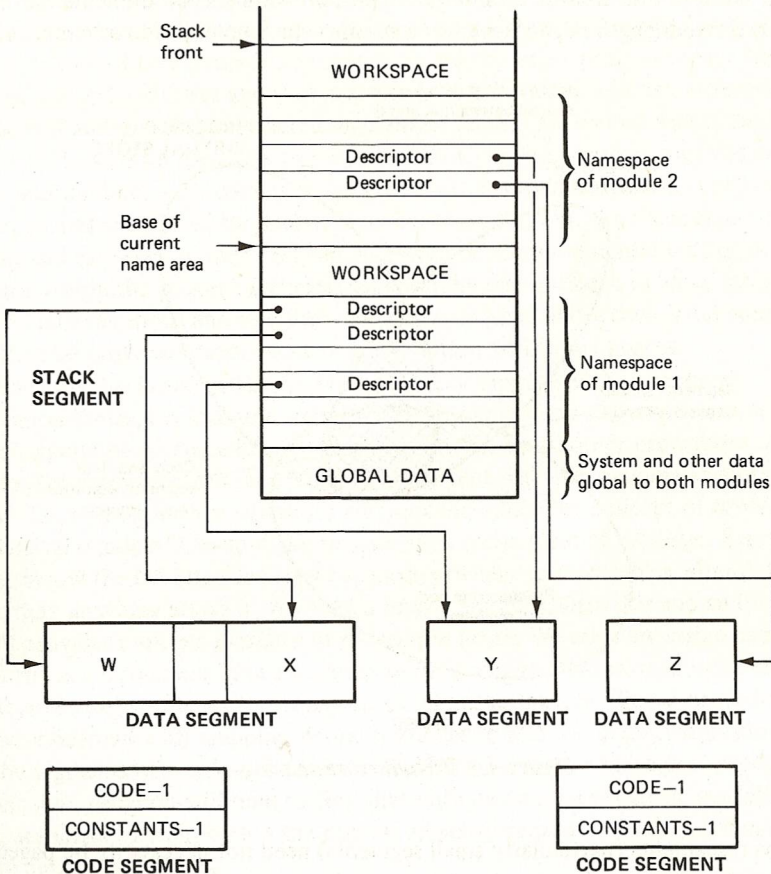 Stack
front
WORKSPACE
Descriptor
Descriptor
Namespace
of module 2
Base of
current
name area
WORKSPACE
Descriptor
Descriptor
STACK
SEGMENT
Descriptor
Namespace
of module 1
GLOBAL DATA
System and other data
global to both modules
W
X
Y
Z
DATA SEGMENT
DATA SEGMENT
DATA SEGMENT
CODE–1
CONSTANTS–1
CODE SEGMENT
CODE–1
CONSTANTS–1
CODE SEGMENT